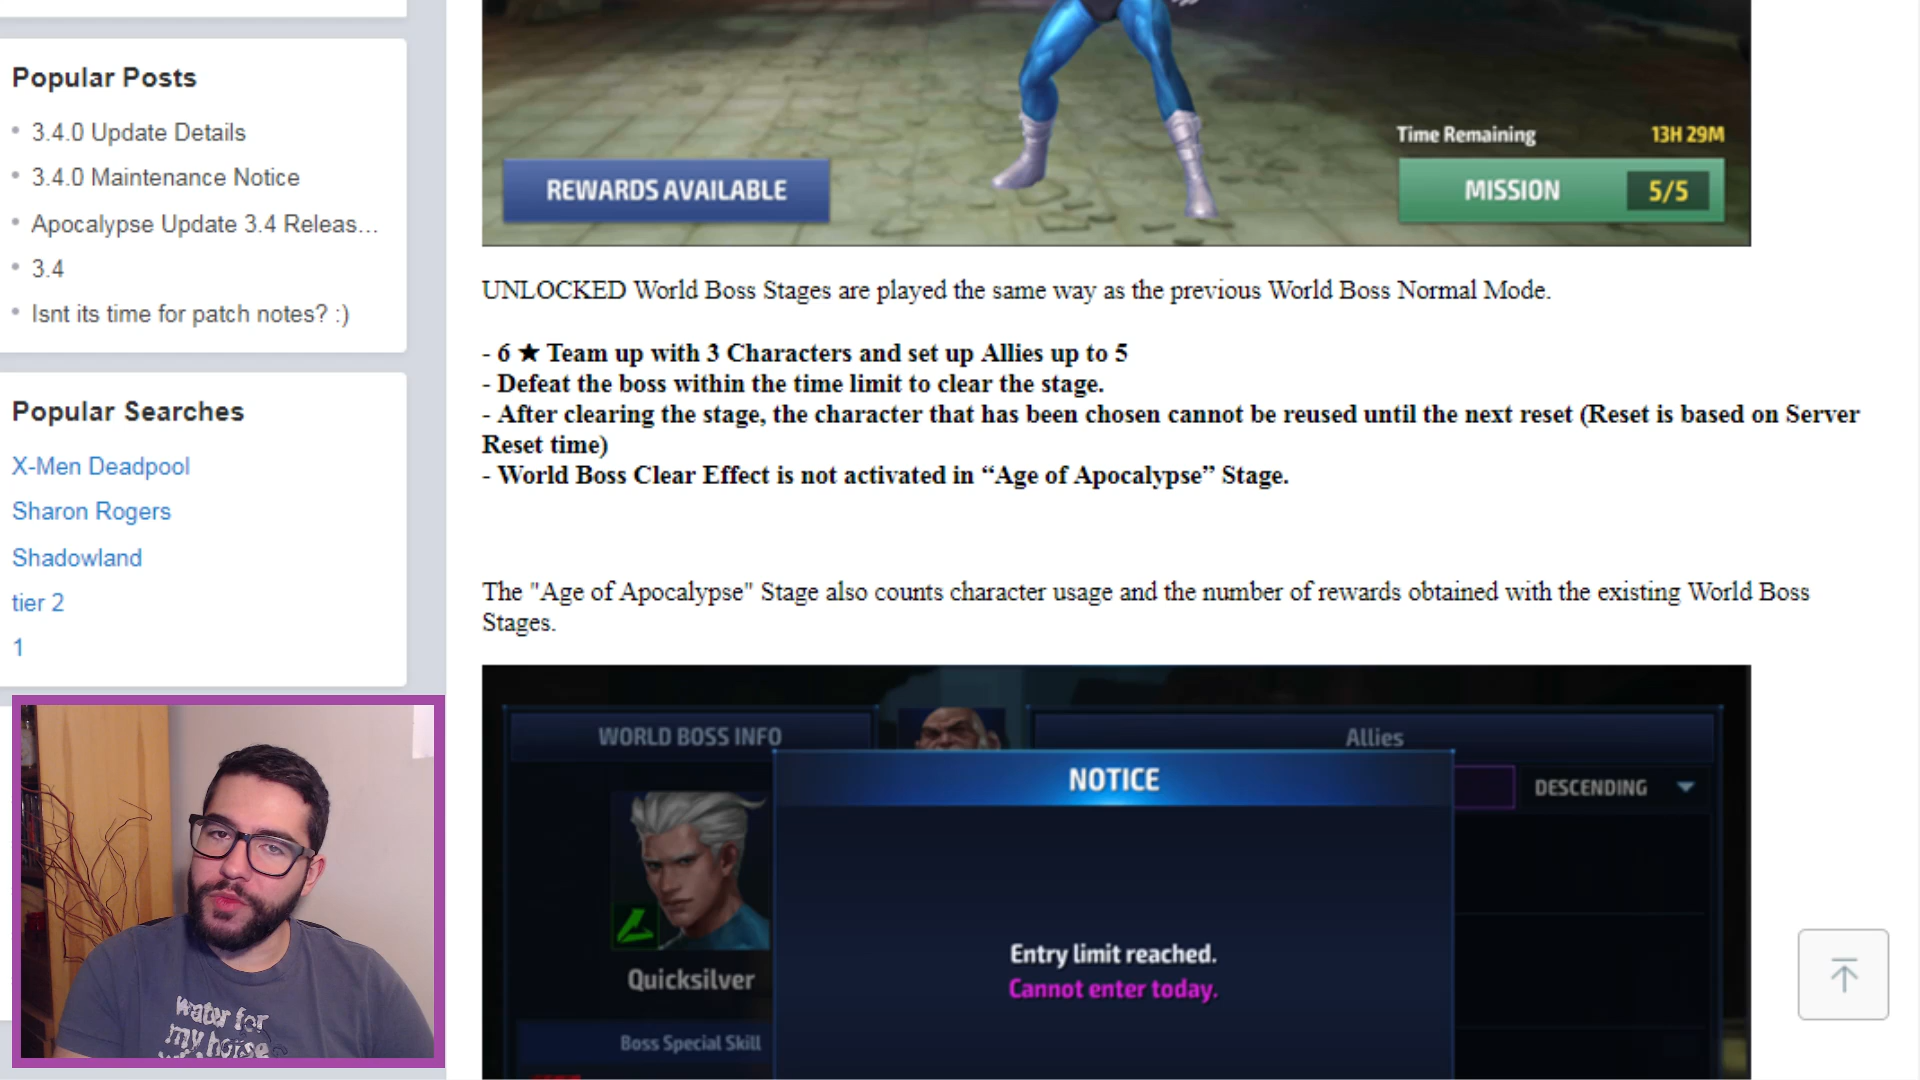 Popular Posts
3.4.0 Update Details
3.4.0 Maintenance Notice
Apocalypse Update 3.4 Releas...
3.4
Isnt its time for patch notes? :)
Popular Searches
X-Men Deadpool
Sharon Rogers
Shadowland
tier 2
1
water for
my hoise
REWARDS AVAILABLE
Time Remaining 13H 29M
MISSION 5/5
UNLOCKED World Boss Stages are played the same way as the previous World Boss Normal Mode.
- 6 ★ Team up with 3 Characters and set up Allies up to 5
- Defeat the boss within the time limit to clear the stage.
- After clearing the stage, the character that has been chosen cannot be reused until the next reset (Reset is based on Server
Reset time)
- World Boss Clear Effect is not activated in “Age of Apocalypse” Stage.
The "Age of Apocalypse" Stage also counts character usage and the number of rewards obtained with the existing World Boss
Stages.
WORLD BOSS INFO
Allies
NOTICE
DESCENDING
Entry limit reached.
Cannot enter today.
Quicksilver
Boss Special Skill